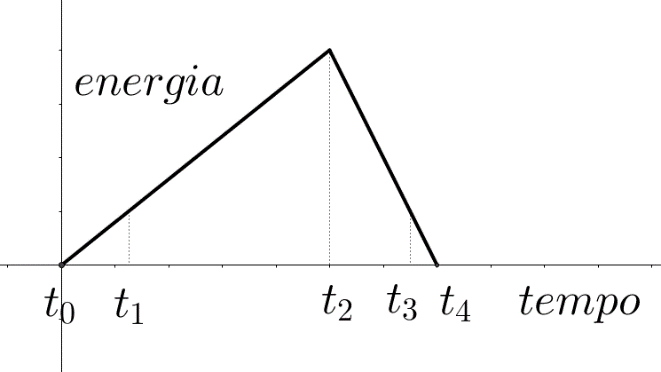 energia
t₀ t₁ t₂ t₃ t₄ tempo